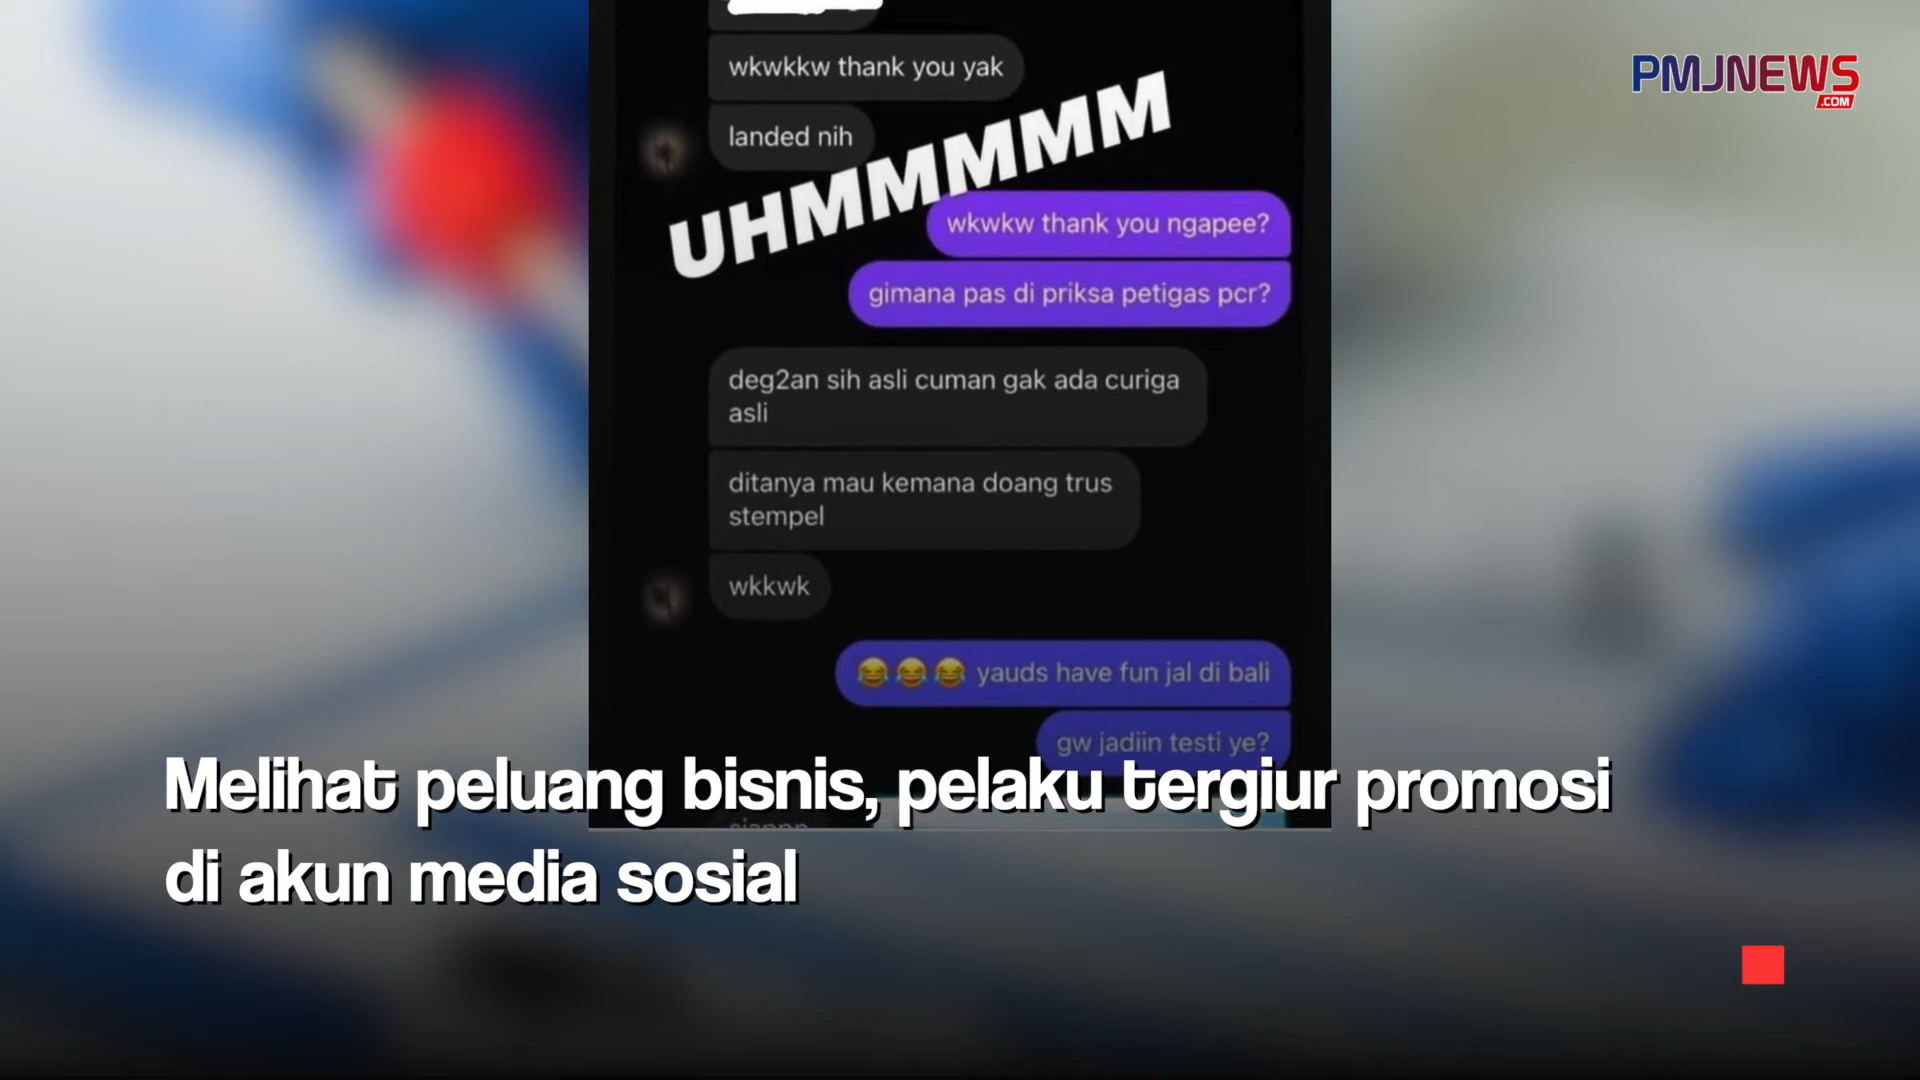 PMJNEWS
.COM
wkwkkw thank you yak
landed nih
UHMMMMM
wkwkw thank you ngapee?
gimana pas di priksa petigas pcr?
deg2an sih asli cuman gak ada curiga
asli
ditanya mau kemana doang trus
stempel
wkkwk
😂😂😂 yauds have fun jal di bali
gw jadiin testi ye?
Melihat peluang bisnis, pelaku tergiur promosi
di akun media sosial